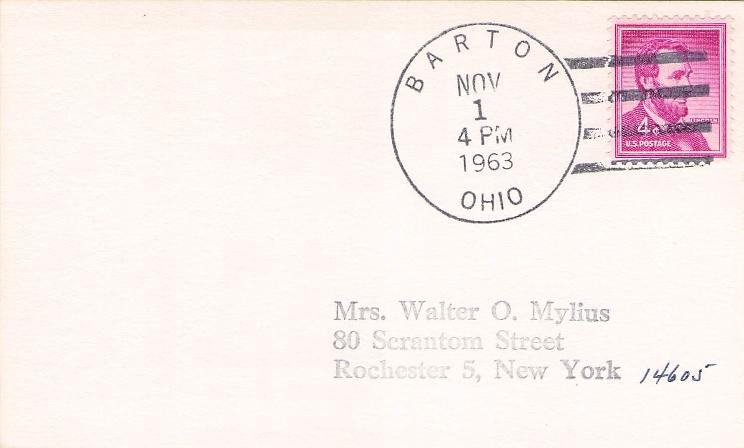 BARTON
NOV
1
4 PM
1963
OHIO
LINCOLN
4¢
U.S. POSTAGE
Mrs. Walter O. Mylius
80 Scrantom Street
Rochester 5, New York 14605